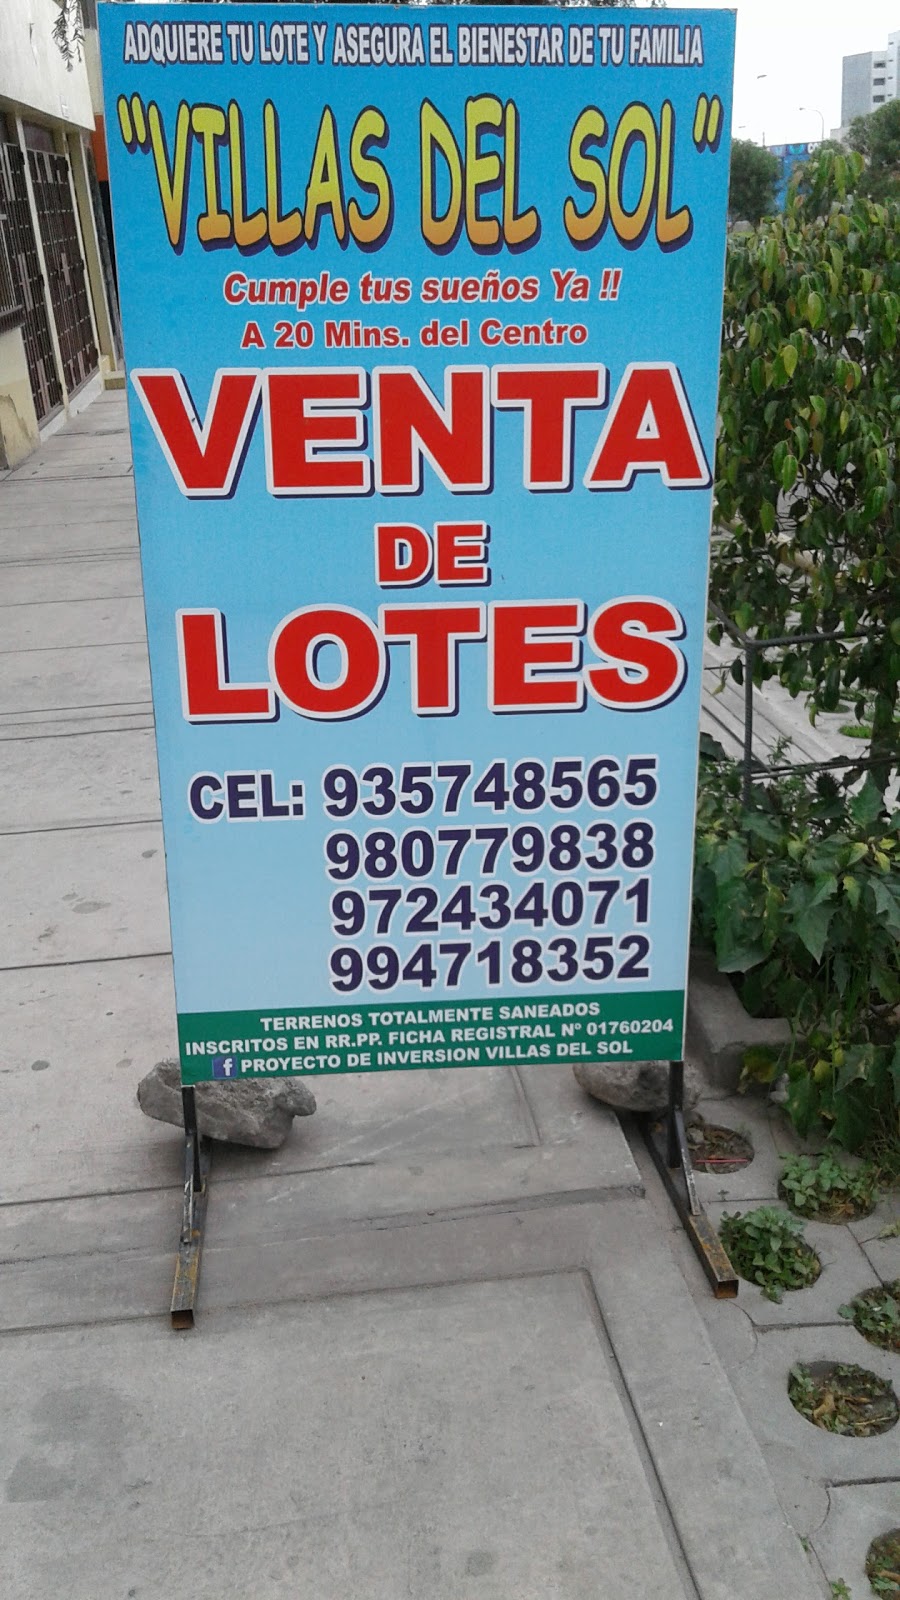 ADQUIERE TU LOTE Y ASEGURA EL BIENESTAR DE TU FAMILIA
"VILLAS DEL SOL"
Cumple tus sueños Ya !!
A 20 Mins. del Centro
VENTA
DE
LOTES
CEL: 935748565
980779838
972434071
994718352
TERRENOS TOTALMENTE SANEADOS
INSCRITOS EN RR.PP. FICHA REGISTRAL Nº 01760204
f PROYECTO DE INVERSION VILLAS DEL SOL